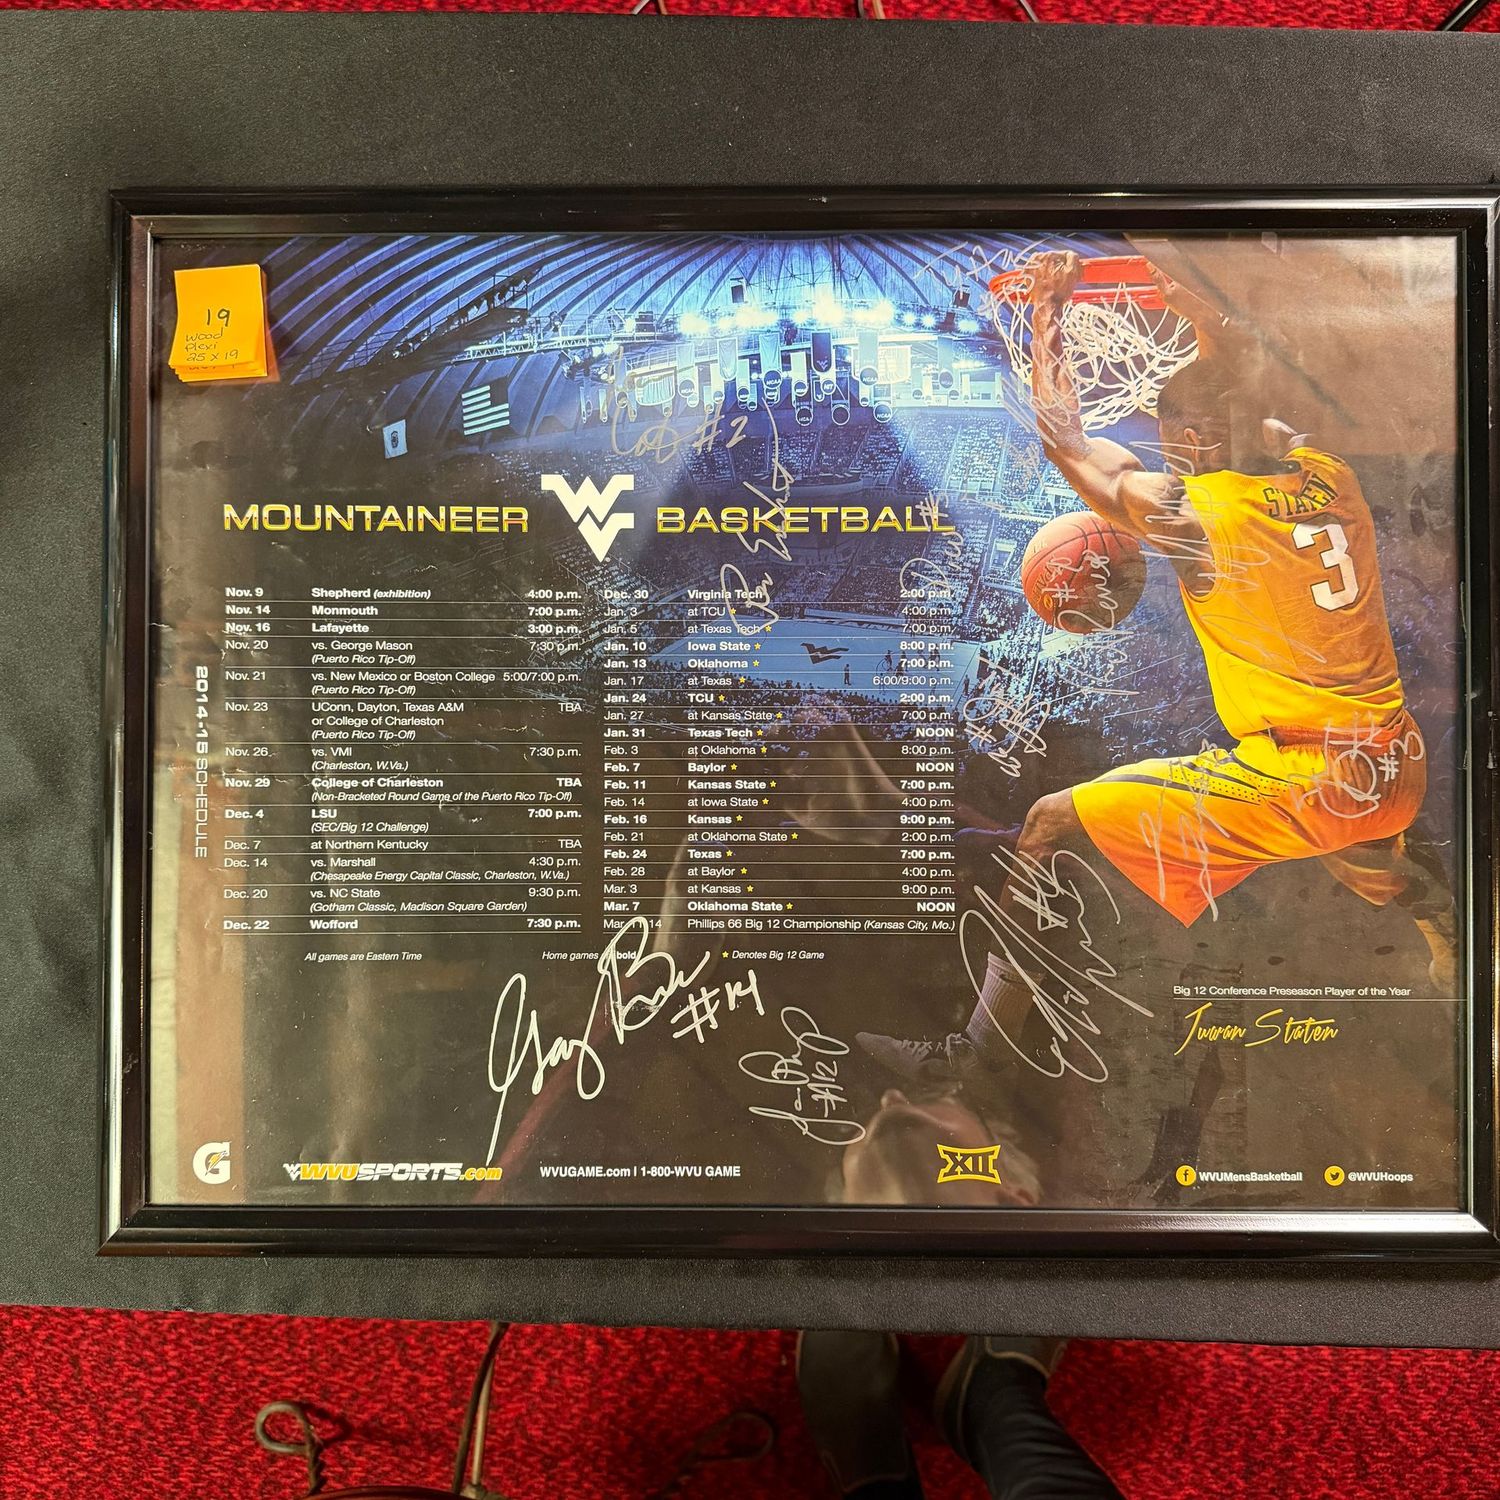 19
wood
plexi
25 x 19
MOUNTAINEER WV BASKETBALL
2014-15 SCHEDULE
Nov. 9 Shepherd (exhibition) 4:00 p.m.
Nov. 14 Monmouth 7:00 p.m.
Nov. 16 Lafayette 3:00 p.m.
Nov. 20 vs. George Mason 7:30 p.m.
(Puerto Rico Tip-Off)
Nov. 21 vs. New Mexico or Boston College 5:00/7:00 p.m.
(Puerto Rico Tip-Off)
Nov. 23 UConn, Dayton, Texas A&M TBA
or College of Charleston
(Puerto Rico Tip-Off)
Nov. 26 vs. VMI 7:30 p.m.
(Charleston, W.Va.)
Nov. 29 College of Charleston TBA
(Non-Bracketed Round Game of the Puerto Rico Tip-Off)
Dec. 4 LSU 7:00 p.m.
(SEC/Big 12 Challenge)
Dec. 7 at Northern Kentucky TBA
Dec. 14 vs. Marshall 4:30 p.m.
(Chesapeake Energy Capital Classic, Charleston, W.Va.)
Dec. 20 vs. NC State 9:30 p.m.
(Gotham Classic, Madison Square Garden)
Dec. 22 Wofford 7:30 p.m.
Dec. 30 Virginia Tech 2:00 p.m.
Jan. 3 at TCU ★ 4:00 p.m.
Jan. 5 at Texas Tech ★ 7:00 p.m.
Jan. 10 Iowa State ★ 8:00 p.m.
Jan. 13 Oklahoma ★ 7:00 p.m.
Jan. 17 at Texas ★ 6:00/9:00 p.m.
Jan. 24 TCU ★ 2:00 p.m.
Jan. 27 at Kansas State ★ 7:00 p.m.
Jan. 31 Texas Tech ★ NOON
Feb. 3 at Oklahoma ★ 8:00 p.m.
Feb. 7 Baylor ★ NOON
Feb. 11 Kansas State ★ 7:00 p.m.
Feb. 14 at Iowa State ★ 4:00 p.m.
Feb. 16 Kansas ★ 9:00 p.m.
Feb. 21 at Oklahoma State ★ 2:00 p.m.
Feb. 24 Texas ★ 7:00 p.m.
Feb. 28 at Baylor ★ 4:00 p.m.
Mar. 3 at Kansas ★ 9:00 p.m.
Mar. 7 Oklahoma State ★ NOON
Mar. 11-14 Phillips 66 Big 12 Championship (Kansas City, Mo.)
All games are Eastern Time
Home games bold
★ Denotes Big 12 Game
STATEN
3
#2
#5
#14
#12
#3
Big 12 Conference Preseason Player of the Year
Juwan Staten
G
WV WVUSPORTS.com
WVUGAME.com | 1-800-WVU GAME
XII
f WVUMensBasketball
@WVUHoops